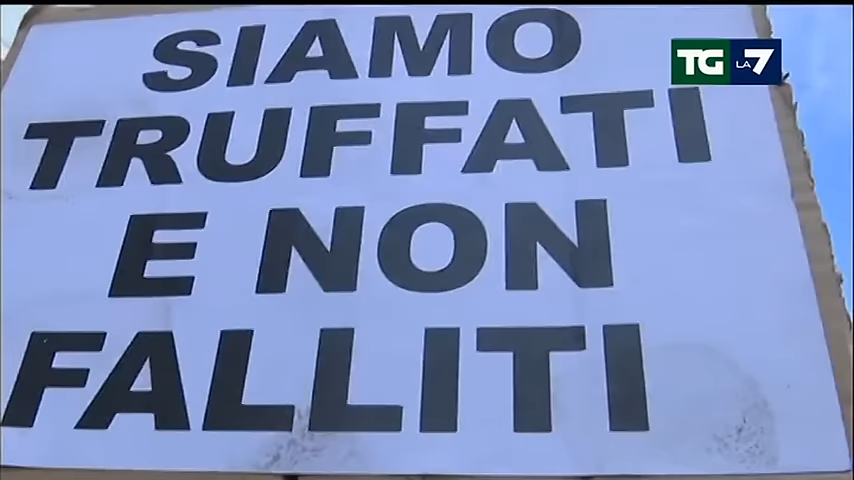 SIAMO
TRUFFATI
E NON
FALLITI
TG LA7